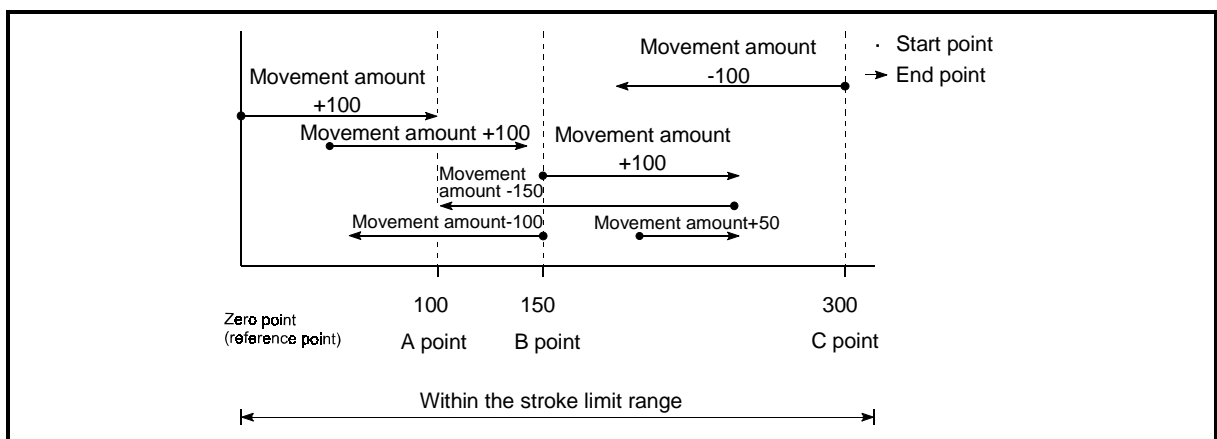 Movement amount
-100
· Start point
End point
Movement amount
+100
Movement amount +100
Movement amount
+100
Movement
amount -150
Movement amount-100
Movement amount+50
100
150
300
Zero point
(reference point)
A point
B point
C point
Within the stroke limit range